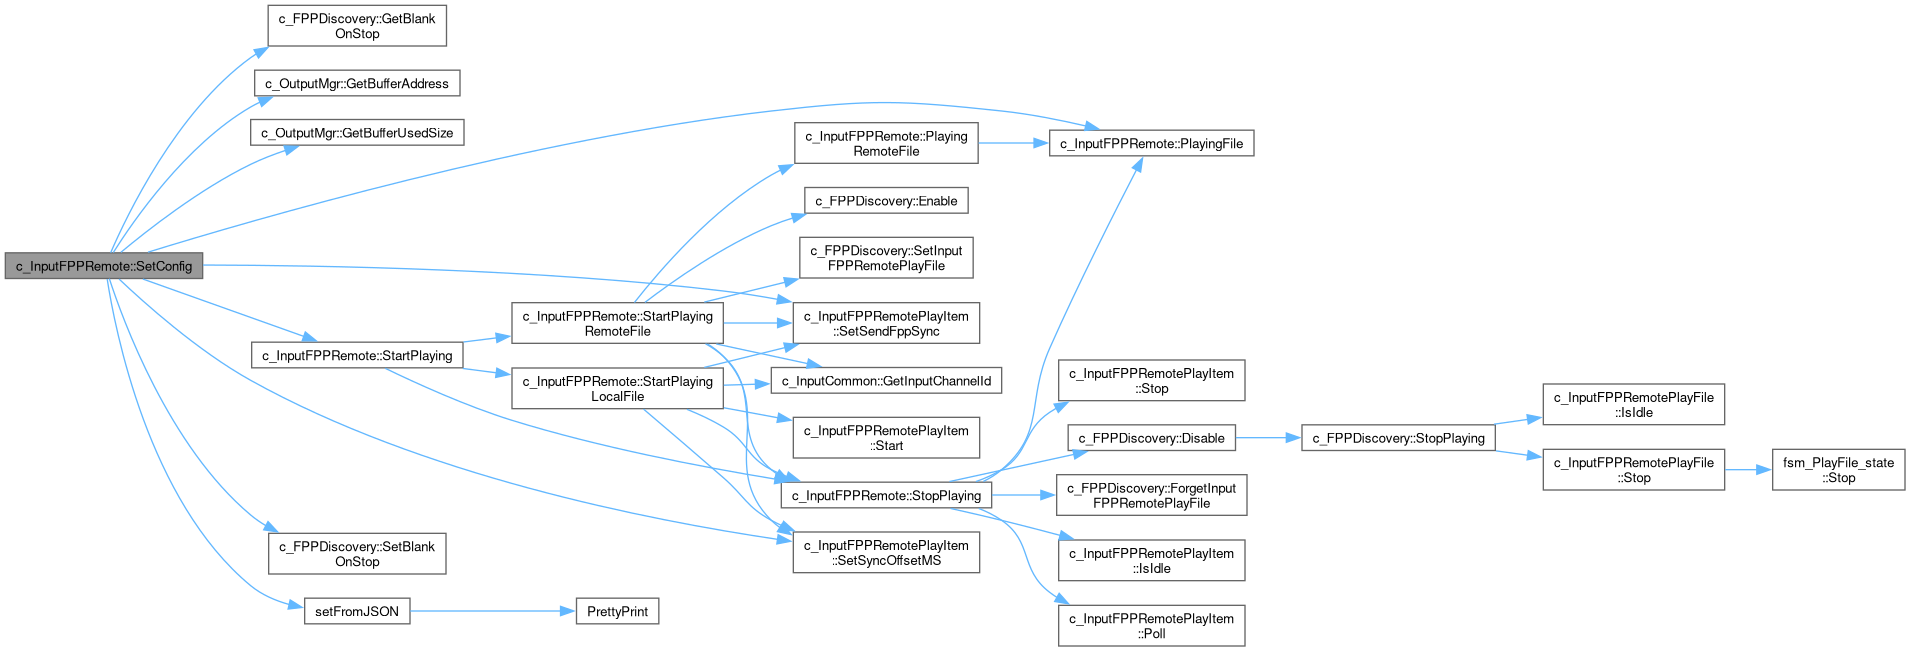 c_FPPDiscovery::GetBlank
OnStop
c_OutputMgr::GetBufferAddress
c_OutputMgr::GetBufferUsedSize
c_InputFPPRemote::SetConfig
c_InputFPPRemote::StartPlaying
c_FPPDiscovery::SetBlank
OnStop
setFromJSON
PrettyPrint
c_InputFPPRemote::StartPlaying
RemoteFile
c_InputFPPRemote::StartPlaying
LocalFile
c_InputFPPRemote::Playing
RemoteFile
c_FPPDiscovery::Enable
c_FPPDiscovery::SetInput
FPPRemotePlayFile
c_InputFPPRemotePlayItem
::SetSendFppSync
c_InputCommon::GetInputChannelId
c_InputFPPRemotePlayItem
::Start
c_InputFPPRemote::StopPlaying
c_InputFPPRemotePlayItem
::SetSyncOffsetMS
c_InputFPPRemote::PlayingFile
c_InputFPPRemotePlayItem
::Stop
c_FPPDiscovery::Disable
c_FPPDiscovery::ForgetInput
FPPRemotePlayFile
c_InputFPPRemotePlayItem
::IsIdle
c_InputFPPRemotePlayItem
::Poll
c_FPPDiscovery::StopPlaying
c_InputFPPRemotePlayFile
::IsIdle
c_InputFPPRemotePlayFile
::Stop
fsm_PlayFile_state
::Stop